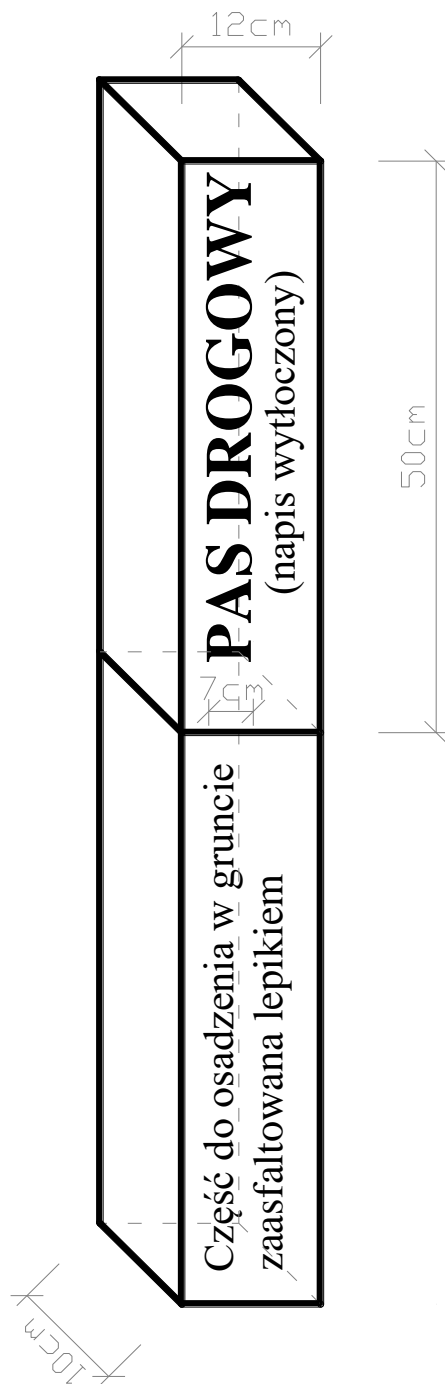 12cm
PAS DROGOWY
(napis wytłoczony)
50cm
7cm
Część do osadzenia w gruncie
zaasfaltowana lepikiem
10cm